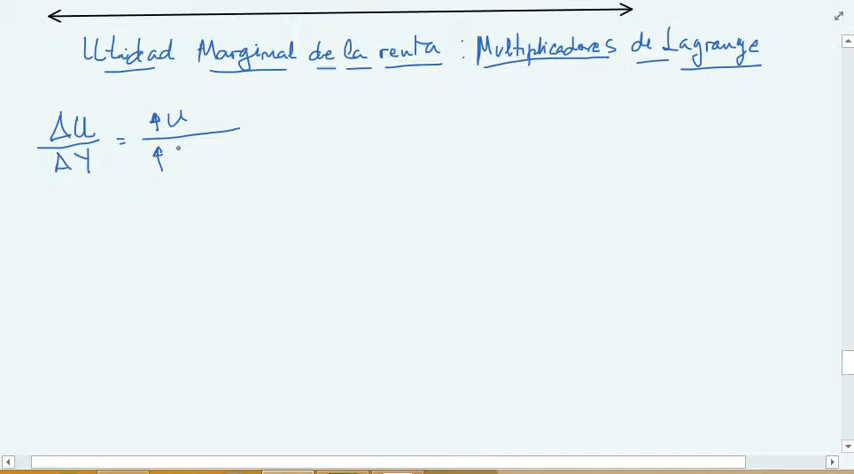 Utilidad Marginal de la renta : Multiplicadores de Lagrange
ΔU/ΔY = ↑U/↑